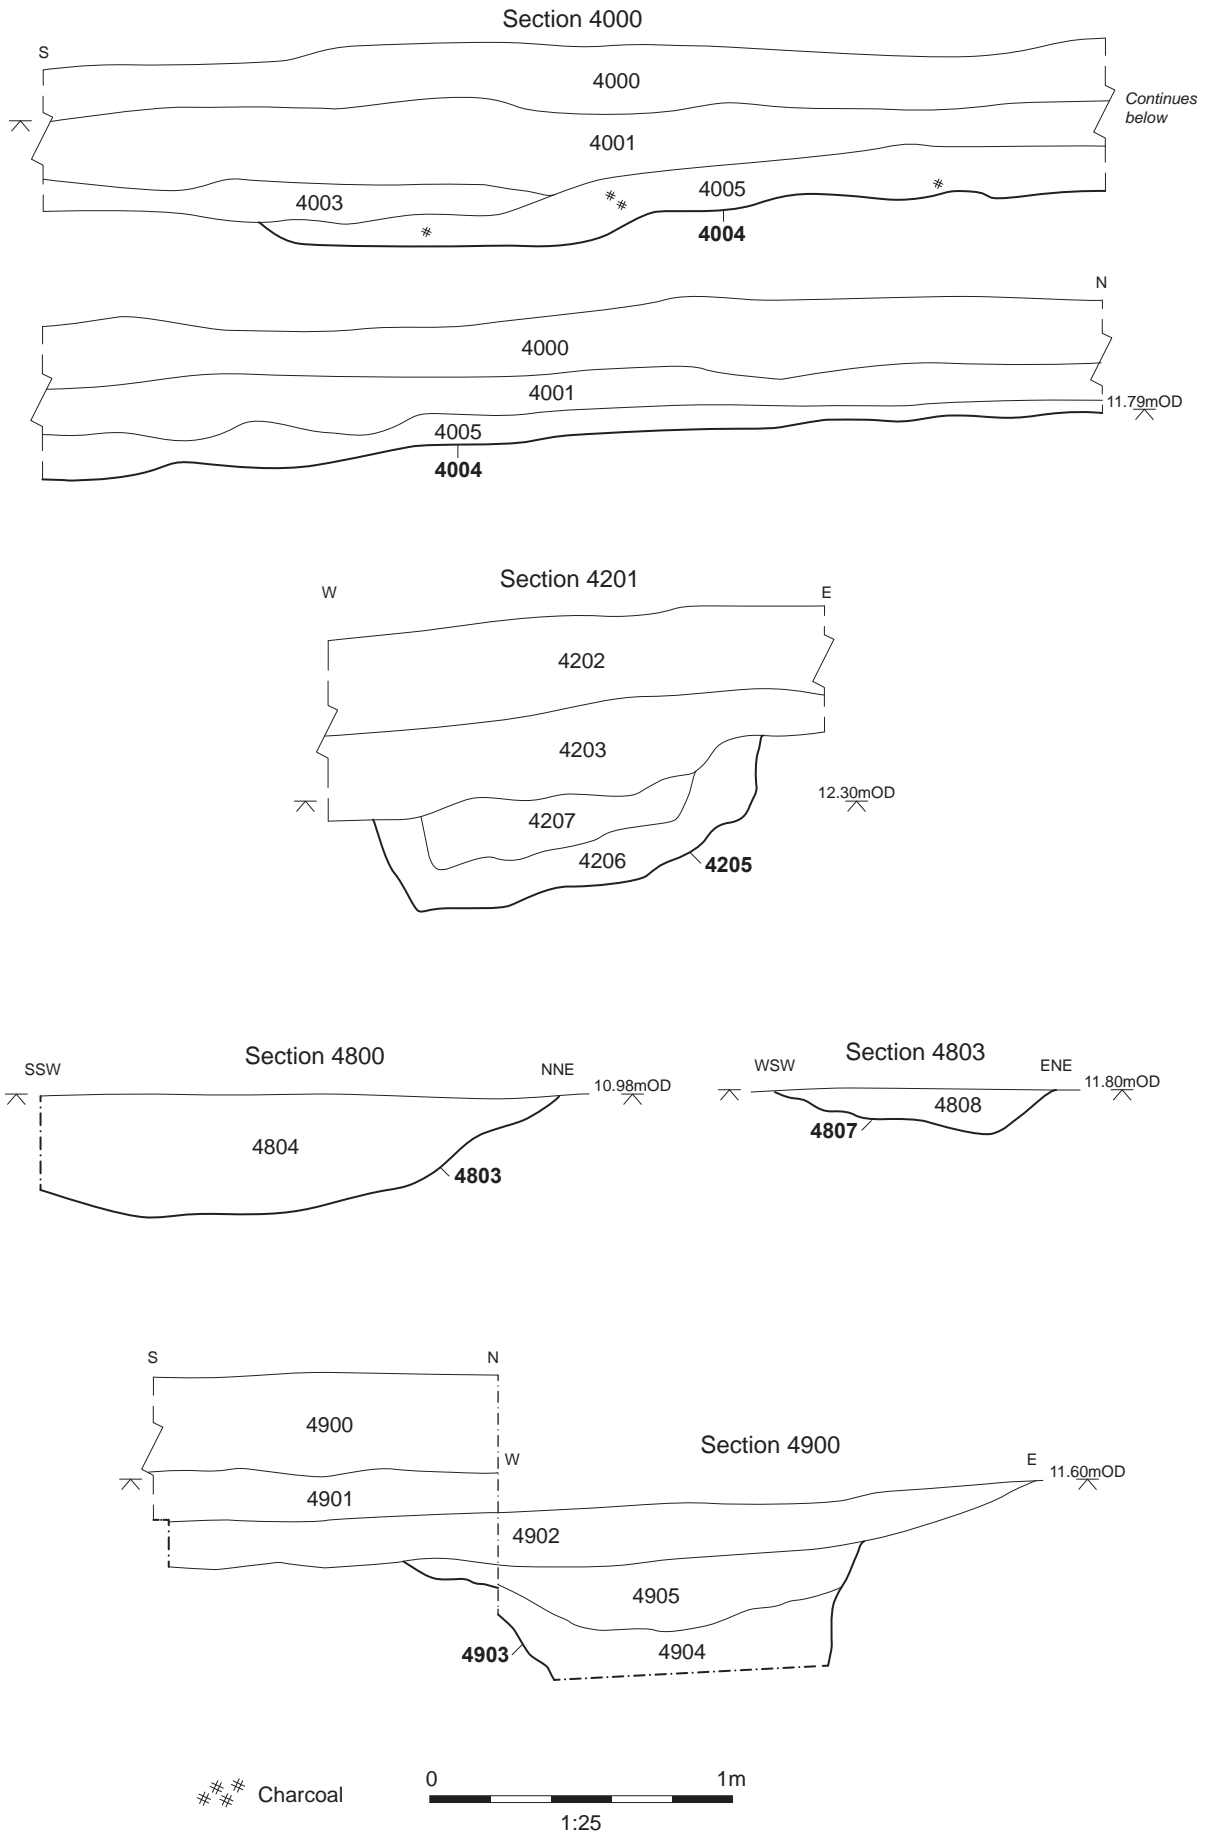 Section 4000
S
4000
Continues
below
4001
4003
4005
4004
N
4000
4001
11.79mOD
4005
4004
Section 4201
W
E
4202
4203
12.30mOD
4207
4206
4205
Section 4800
SSW
NNE
10.98mOD
4804
4803
Section 4803
WSW
ENE
11.80mOD
4808
4807
S
N
4900
Section 4900
W
E
11.60mOD
4901
4902
4905
4903
4904
Charcoal
0
1m
1:25